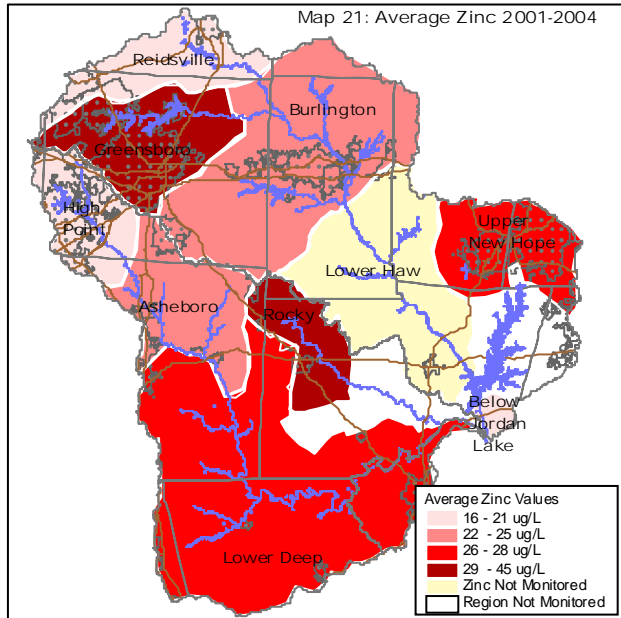 Map 21: Average Zinc 2001-2004
Reidsville
Burlington
Greensboro
High
Point
Upper
New Hope
Lower Haw
Asheboro
Rocky
Below
Jordan
Lake
Lower Deep
Average Zinc Values
16 - 21 ug/L
22 - 25 ug/L
26 - 28 ug/L
29 - 45 ug/L
Zinc Not Monitored
Region Not Monitored